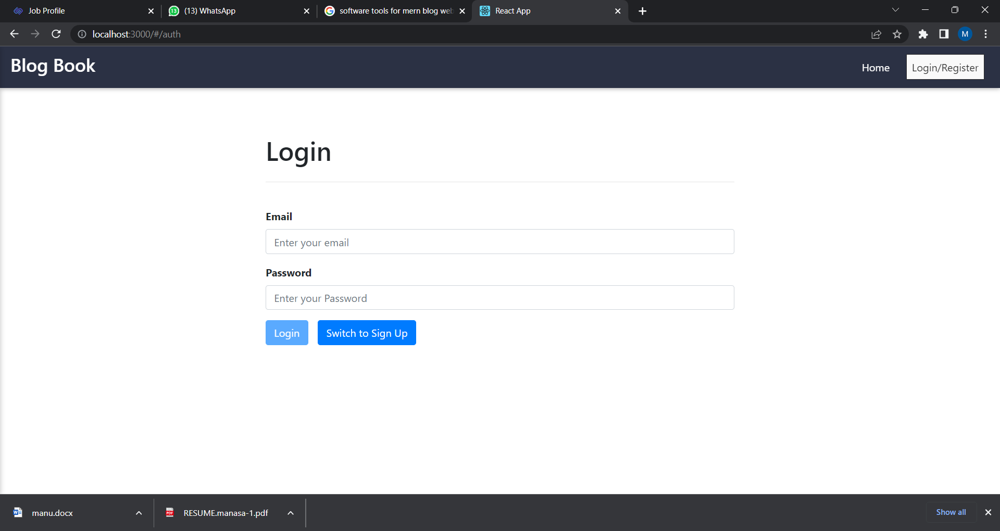 Job Profile
13
(13) WhatsApp
software tools for mern blog web
React App
localhost:3000/#/auth
M
Blog Book
Home
Login/Register
Login
Email
Enter your email
Password
Enter your Password
Login
Switch to Sign Up
manu.docx
PDF
RESUME.manasa-1.pdf
Show all